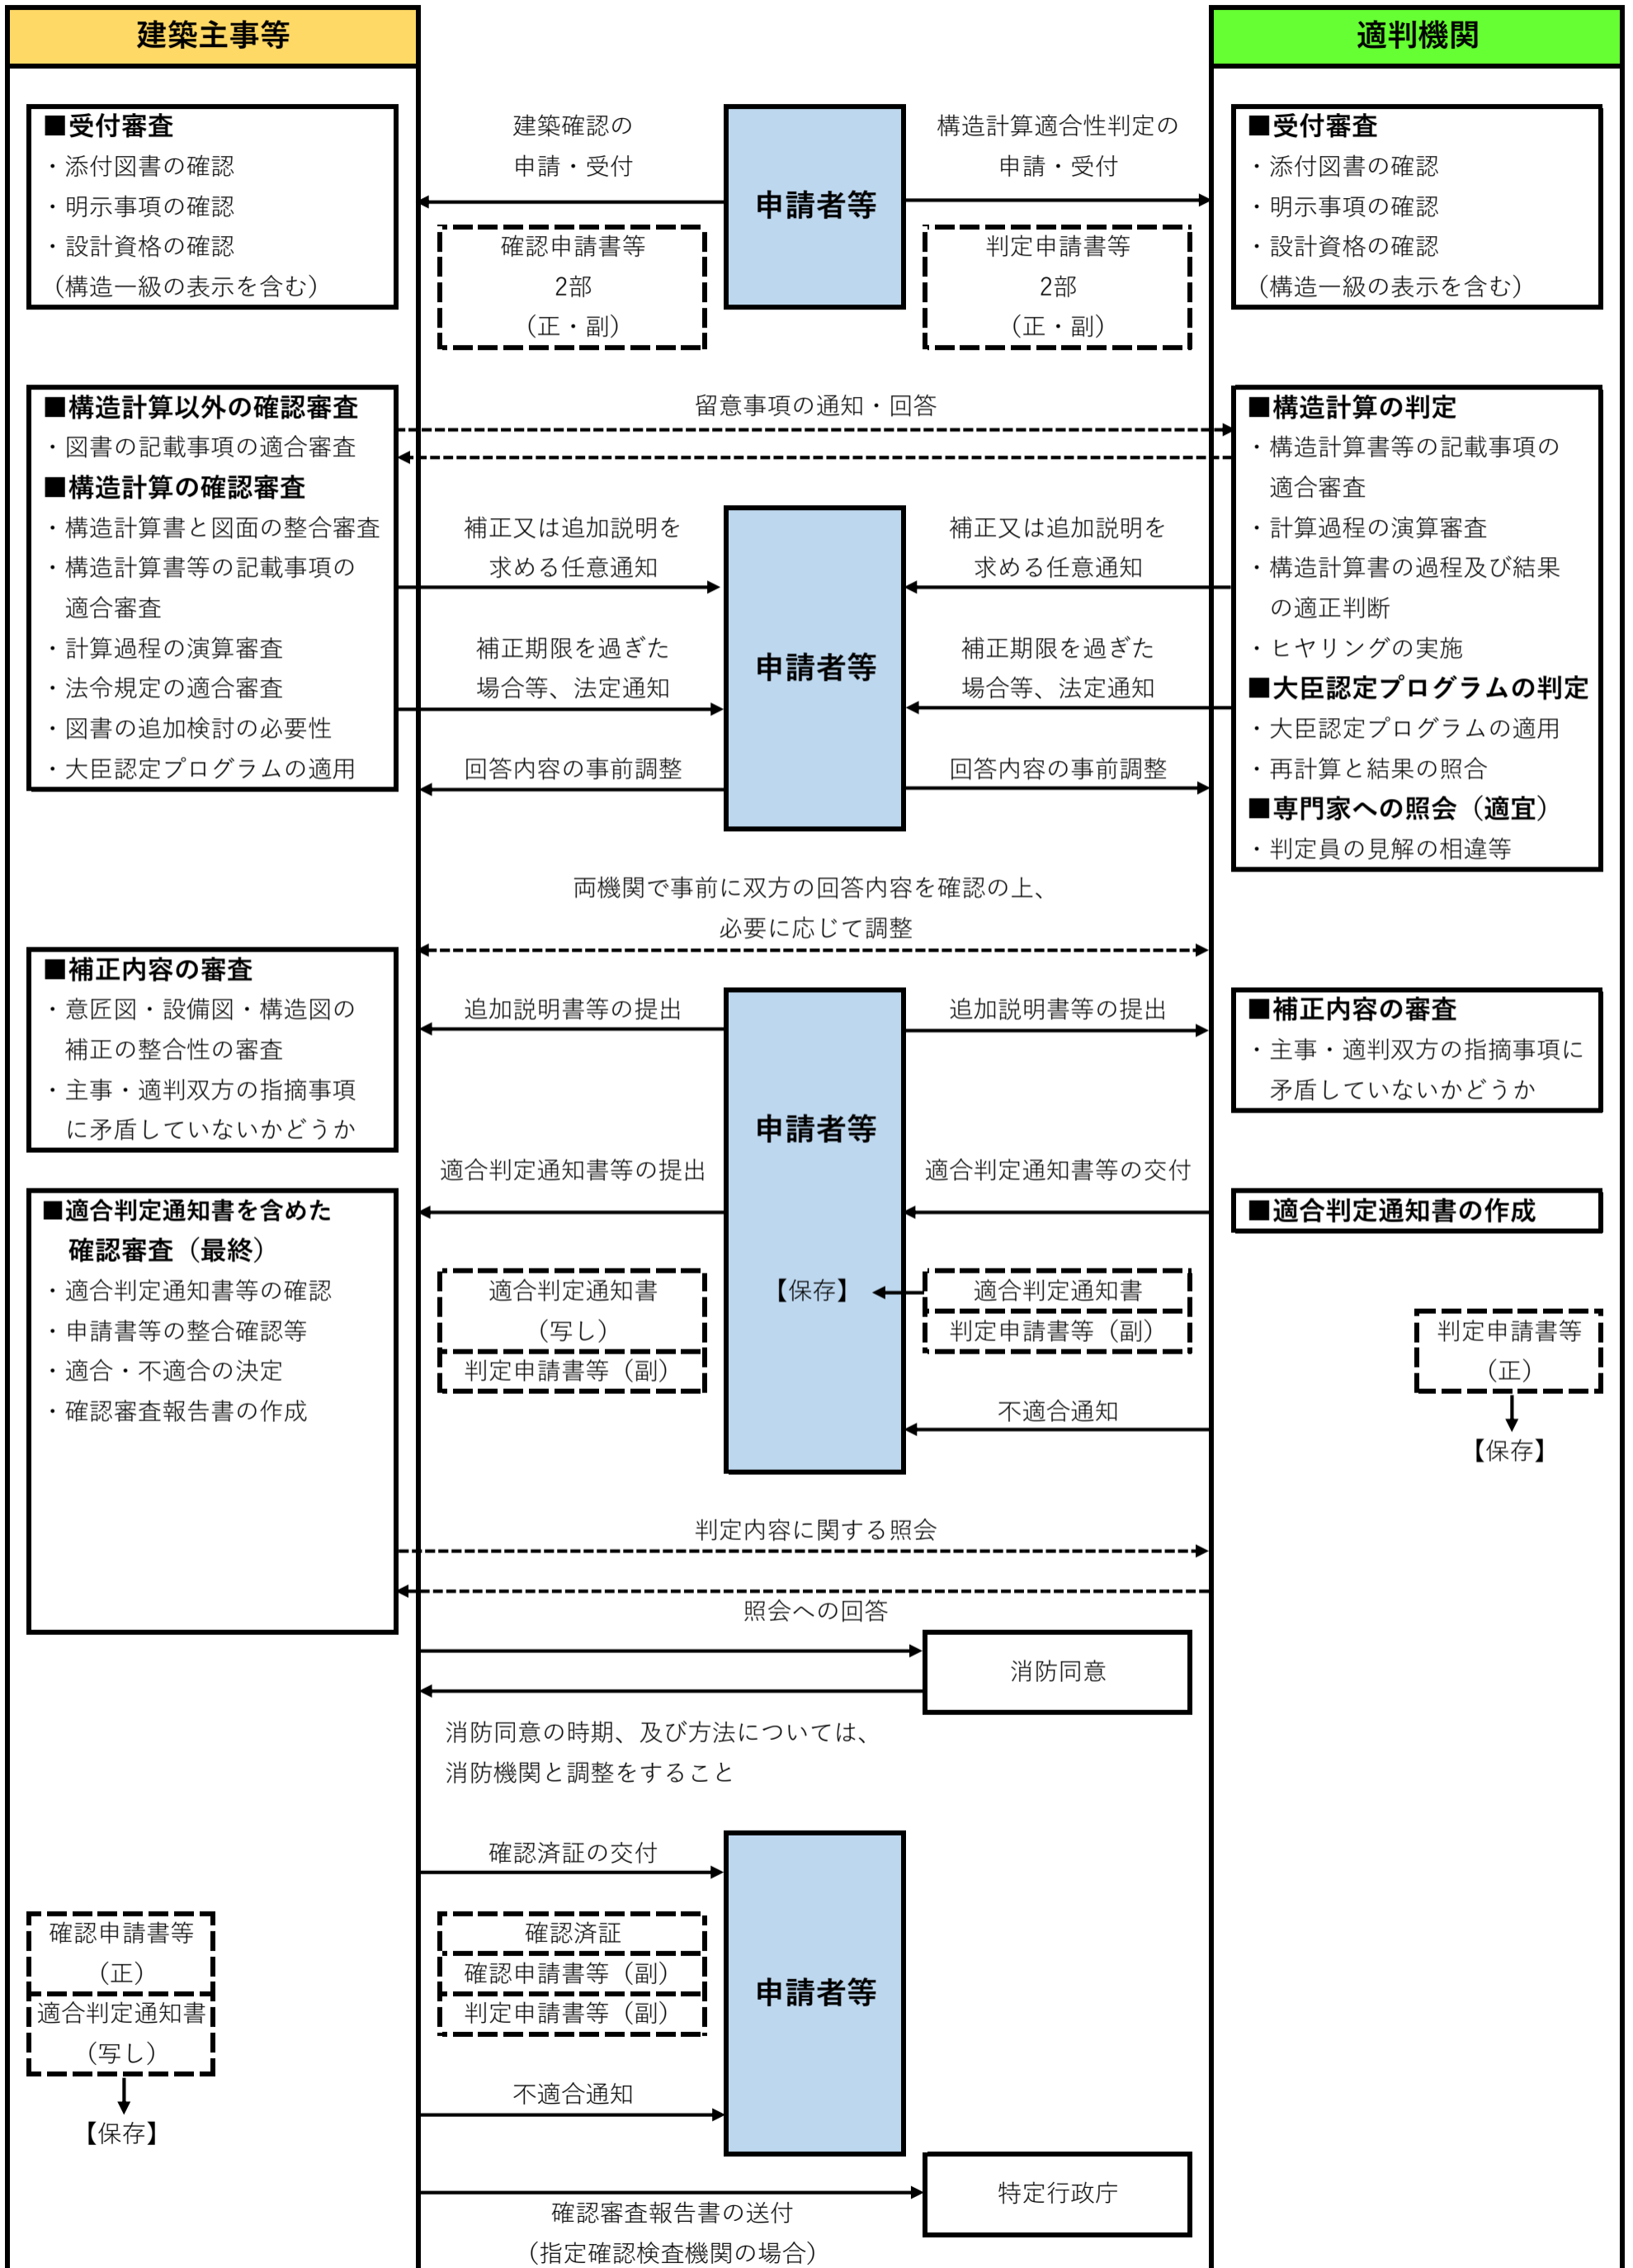 建築主事等
適判機関
■受付審査
・添付図書の確認
・明示事項の確認
・設計資格の確認
（構造一級の表示を含む）
建築確認の
申請・受付
確認申請書等
2部
（正・副）
申請者等
構造計算適合性判定の
申請・受付
判定申請書等
2部
（正・副）
■受付審査
・添付図書の確認
・明示事項の確認
・設計資格の確認
（構造一級の表示を含む）
■構造計算以外の確認審査
・図書の記載事項の適合審査
■構造計算の確認審査
・構造計算書と図面の整合審査
・構造計算書等の記載事項の
適合審査
・計算過程の演算審査
・法令規定の適合審査
・図書の追加検討の必要性
・大臣認定プログラムの適用
留意事項の通知・回答
補正又は追加説明を
求める任意通知
補正期限を過ぎた
場合等、法定通知
回答内容の事前調整
申請者等
補正又は追加説明を
求める任意通知
補正期限を過ぎた
場合等、法定通知
回答内容の事前調整
■構造計算の判定
・構造計算書等の記載事項の
適合審査
・計算過程の演算審査
・構造計算書の過程及び結果
の適正判断
・ヒヤリングの実施
■大臣認定プログラムの判定
・大臣認定プログラムの適用
・再計算と結果の照合
■専門家への照会（適宜）
・判定員の見解の相違等
両機関で事前に双方の回答内容を確認の上、
必要に応じて調整
■補正内容の審査
・意匠図・設備図・構造図の
補正の整合性の審査
・主事・適判双方の指摘事項
に矛盾していないかどうか
追加説明書等の提出
申請者等
追加説明書等の提出
■補正内容の審査
・主事・適判双方の指摘事項に
矛盾していないかどうか
適合判定通知書等の提出
適合判定通知書等の交付
■適合判定通知書を含めた
確認審査（最終）
・適合判定通知書等の確認
・申請書等の整合確認等
・適合・不適合の決定
・確認審査報告書の作成
■適合判定通知書の作成
適合判定通知書
（写し）
判定申請書等（副）
【保存】
適合判定通知書
判定申請書等（副）
判定申請書等
（正）
【保存】
不適合通知
判定内容に関する照会
照会への回答
消防同意
消防同意の時期、及び方法については、
消防機関と調整をすること
確認済証の交付
確認済証
確認申請書等（副）
判定申請書等（副）
申請者等
確認申請書等
（正）
適合判定通知書
（写し）
【保存】
不適合通知
特定行政庁
確認審査報告書の送付
（指定確認検査機関の場合）